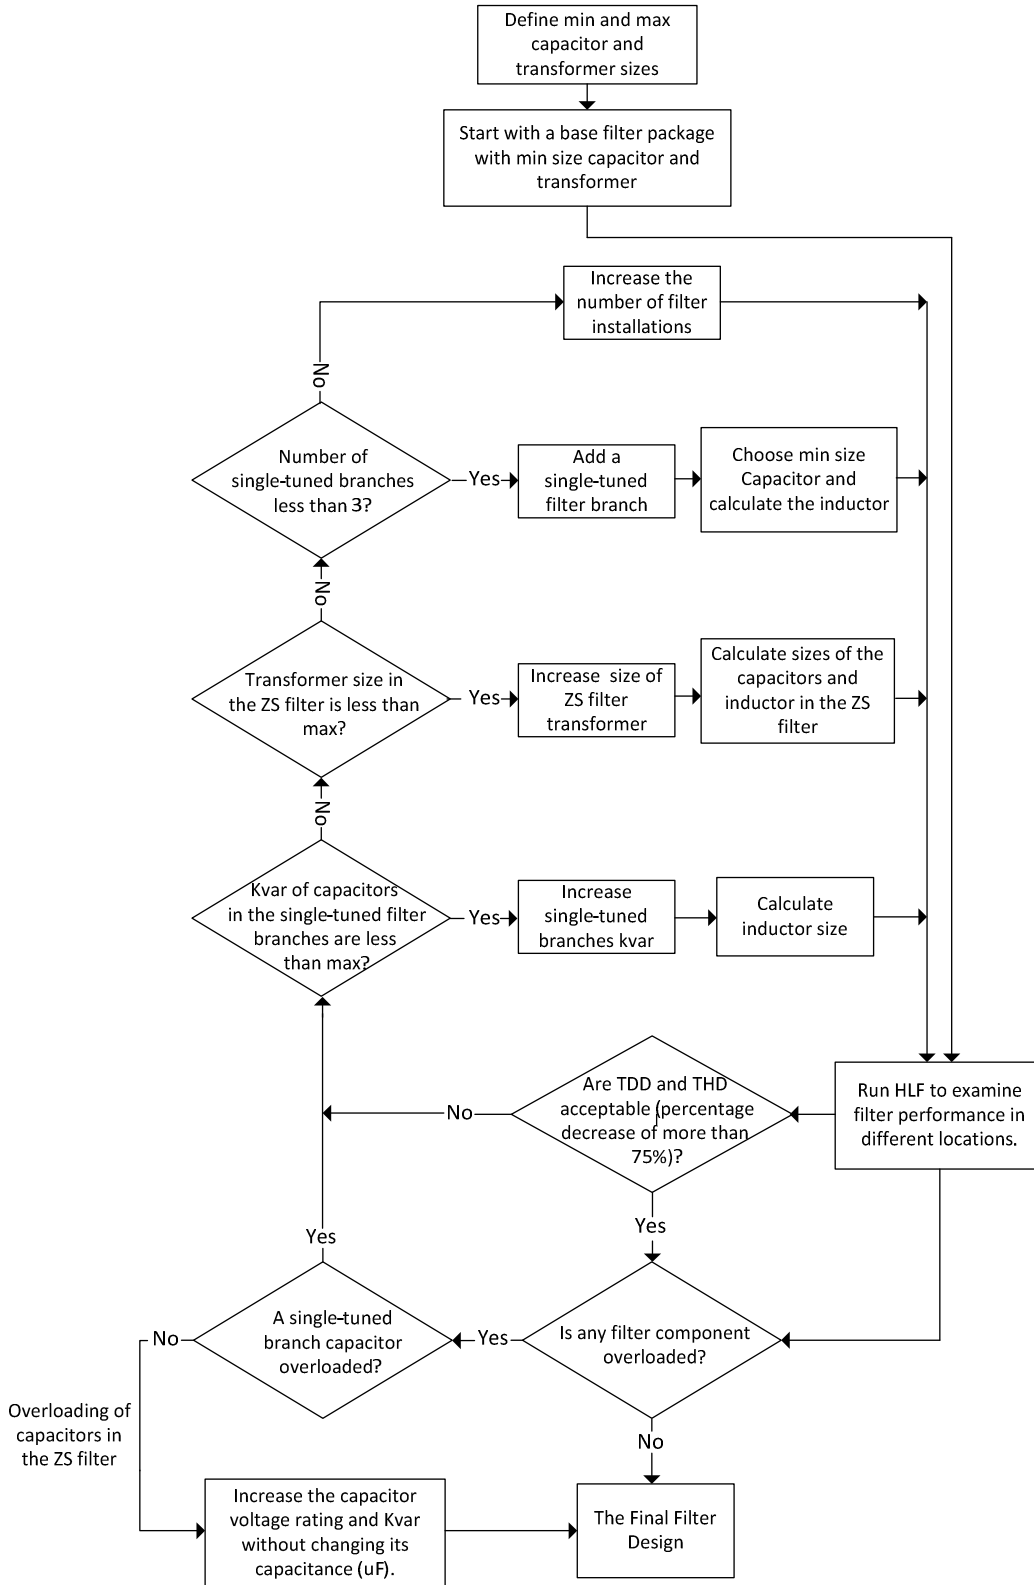 Define min and max
capacitor and
transformer sizes
Start with a base filter package
with min size capacitor and
transformer
Increase the
number of filter
installations
No
Number of
single-tuned branches
less than 3?
Yes
Add a
single-tuned
filter branch
Choose min size
Capacitor and
calculate the inductor
No
Transformer size in
the ZS filter is less than
max?
Yes
Increase size of
ZS filter
transformer
Calculate sizes of the
capacitors and
inductor in the ZS
filter
No
Kvar of capacitors
in the single-tuned filter
branches are less
than max?
Yes
Increase
single-tuned
branches kvar
Calculate
inductor size
Are TDD and THD
acceptable (percentage
decrease of more than
75%)?
No
Run HLF to examine
filter performance in
different locations.
Yes
Yes
A single-tuned
branch capacitor
overloaded?
No
Yes
Is any filter component
overloaded?
Overloading of
capacitors in
the ZS filter
No
Increase the capacitor
voltage rating and Kvar
without changing its
capacitance (uF).
The Final Filter
Design